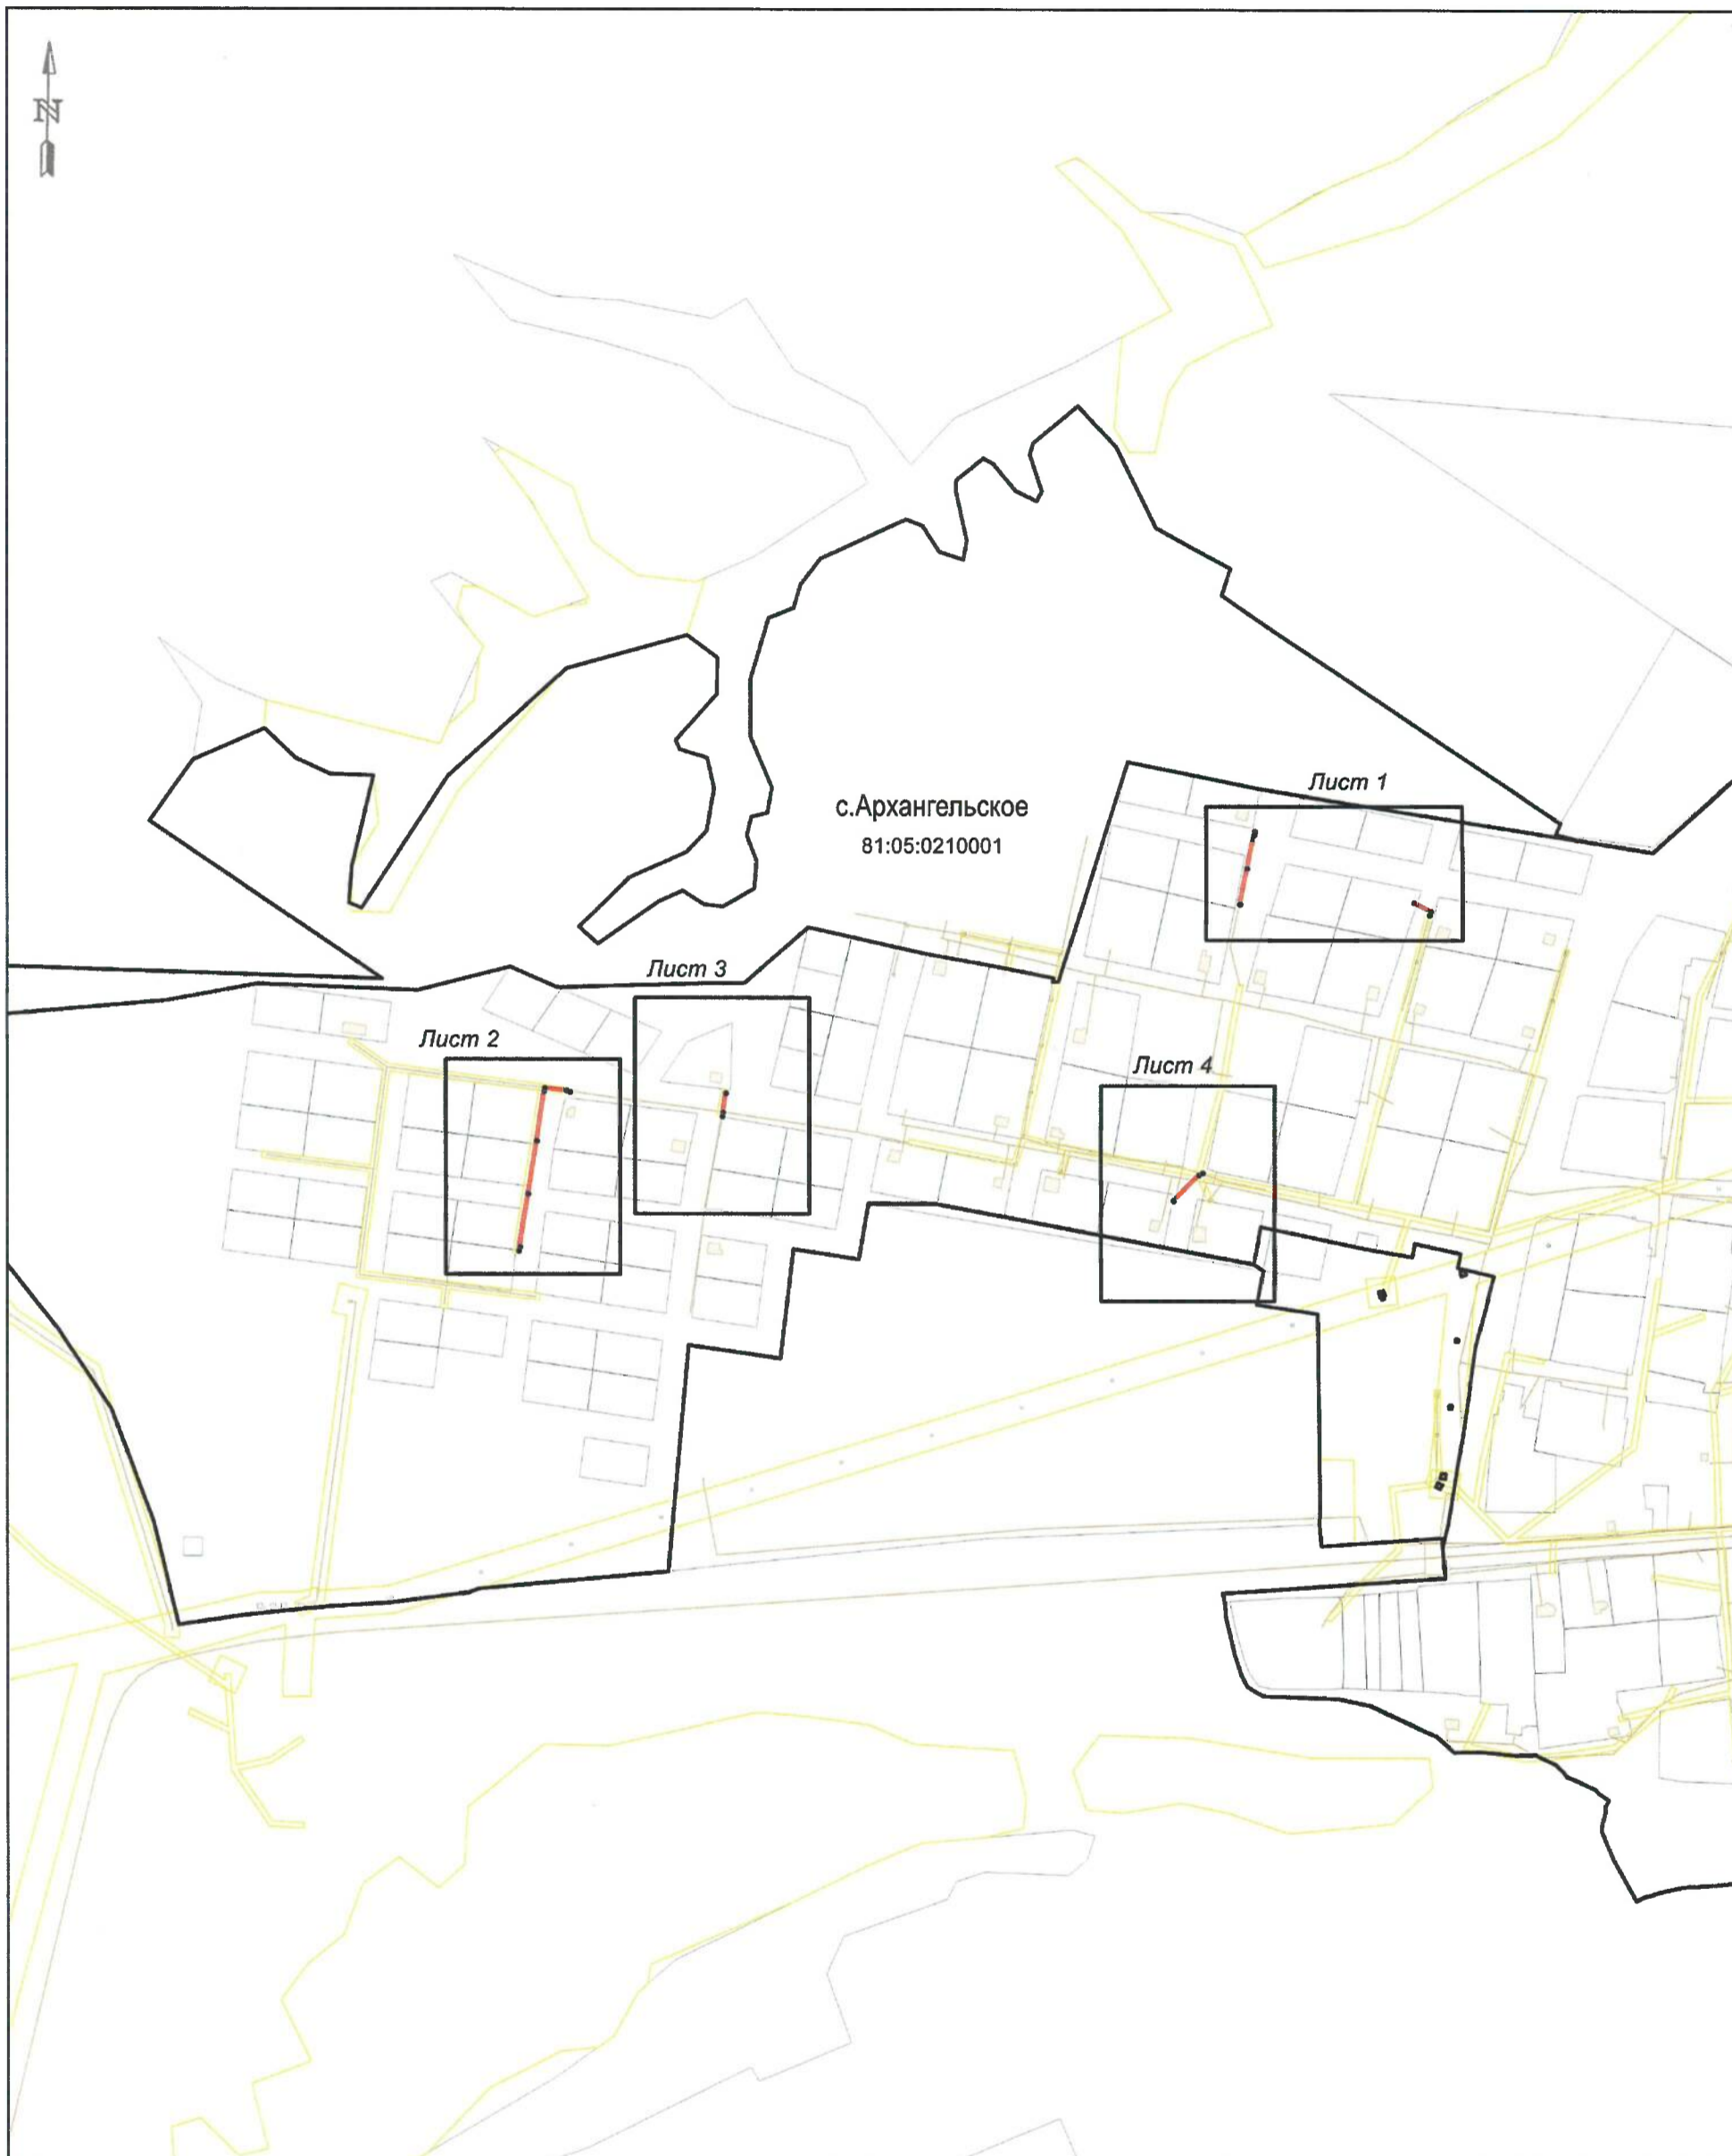 N
с.Архангельское
81:05:0210001
Лист 1
Лист 3
Лист 2
Лист 4